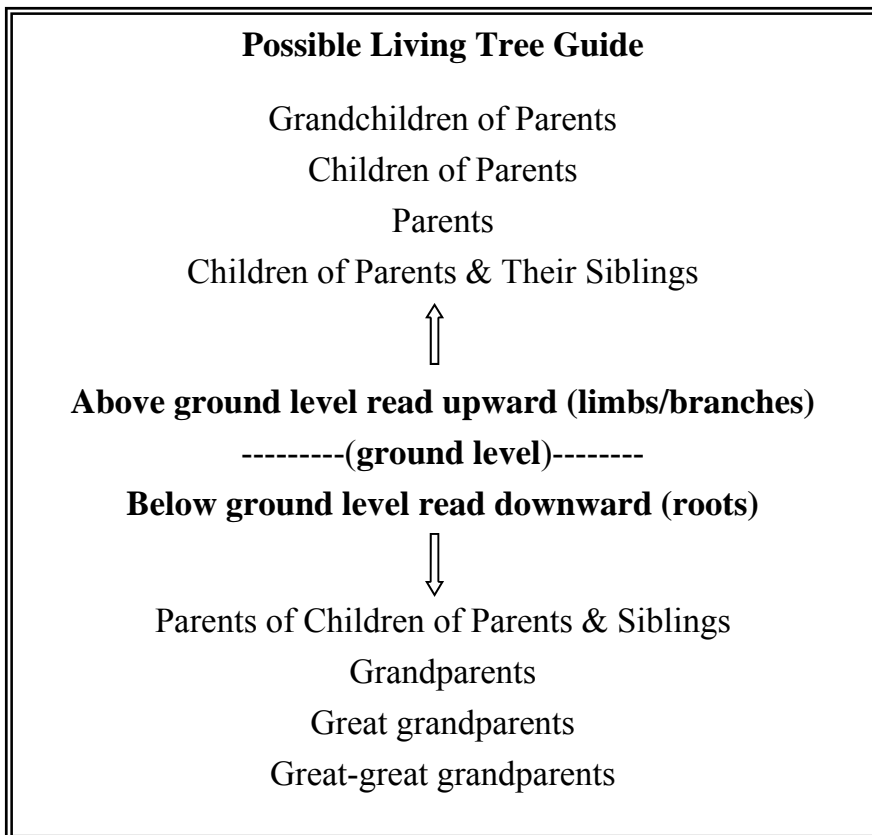 Possible Living Tree Guide
Grandchildren of Parents
Children of Parents
Parents
Children of Parents & Their Siblings
Above ground level read upward (limbs/branches)
---------(ground level)--------
Below ground level read downward (roots)
Parents of Children of Parents & Siblings
Grandparents
Great grandparents
Great-great grandparents